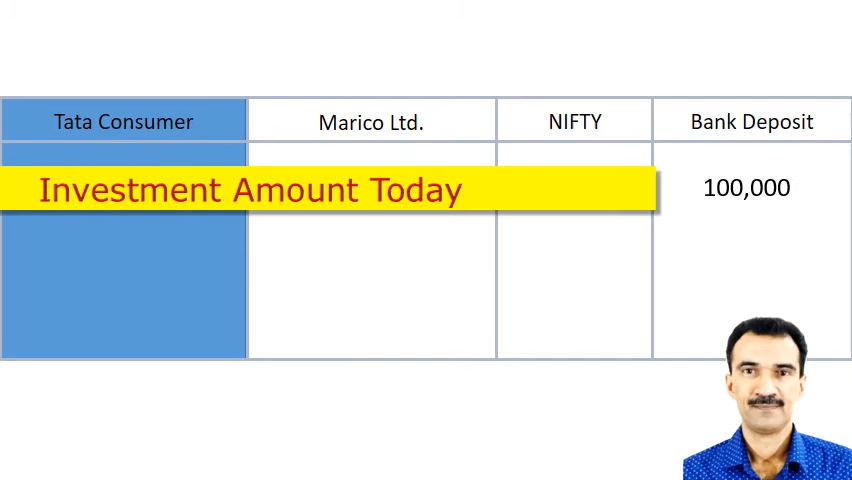 Tata Consumer Marico Ltd. NIFTY Bank Deposit
Investment Amount Today 100,000